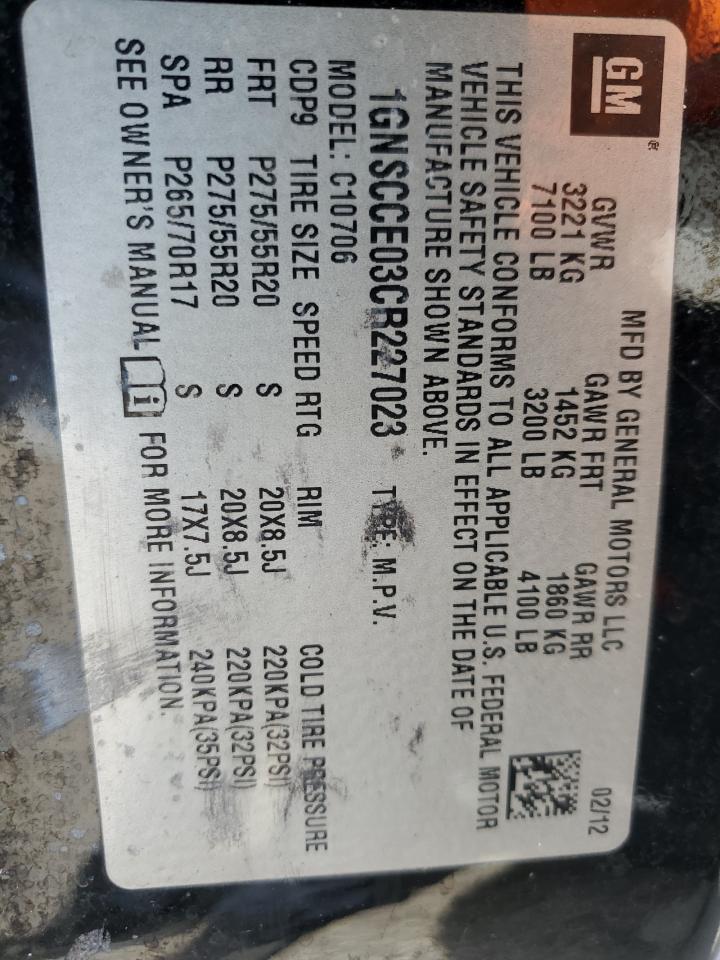 GM
MFD BY GENERAL MOTORS LLC 02/12
GVWR GAWR FRT GAWR RR
3221 KG 1452 KG 1860 KG
7100 LB 3200 LB 4100 LB
THIS VEHICLE CONFORMS TO ALL APPLICABLE U.S. FEDERAL MOTOR
VEHICLE SAFETY STANDARDS IN EFFECT ON THE DATE OF
MANUFACTURE SHOWN ABOVE.
1GNSCCE03CR227023 TYPE: M.P.V.
MODEL: C10706
CDP9 TIRE SIZE SPEED RTG RIM COLD TIRE PRESSURE
FRT P275/55R20 S 20X8.5J 220KPA(32PSI)
RR P275/55R20 S 20X8.5J 220KPA(32PSI)
SPA P265/70R17 S 17X7.5J 240KPA(35PSI)
SEE OWNER'S MANUAL i FOR MORE INFORMATION.